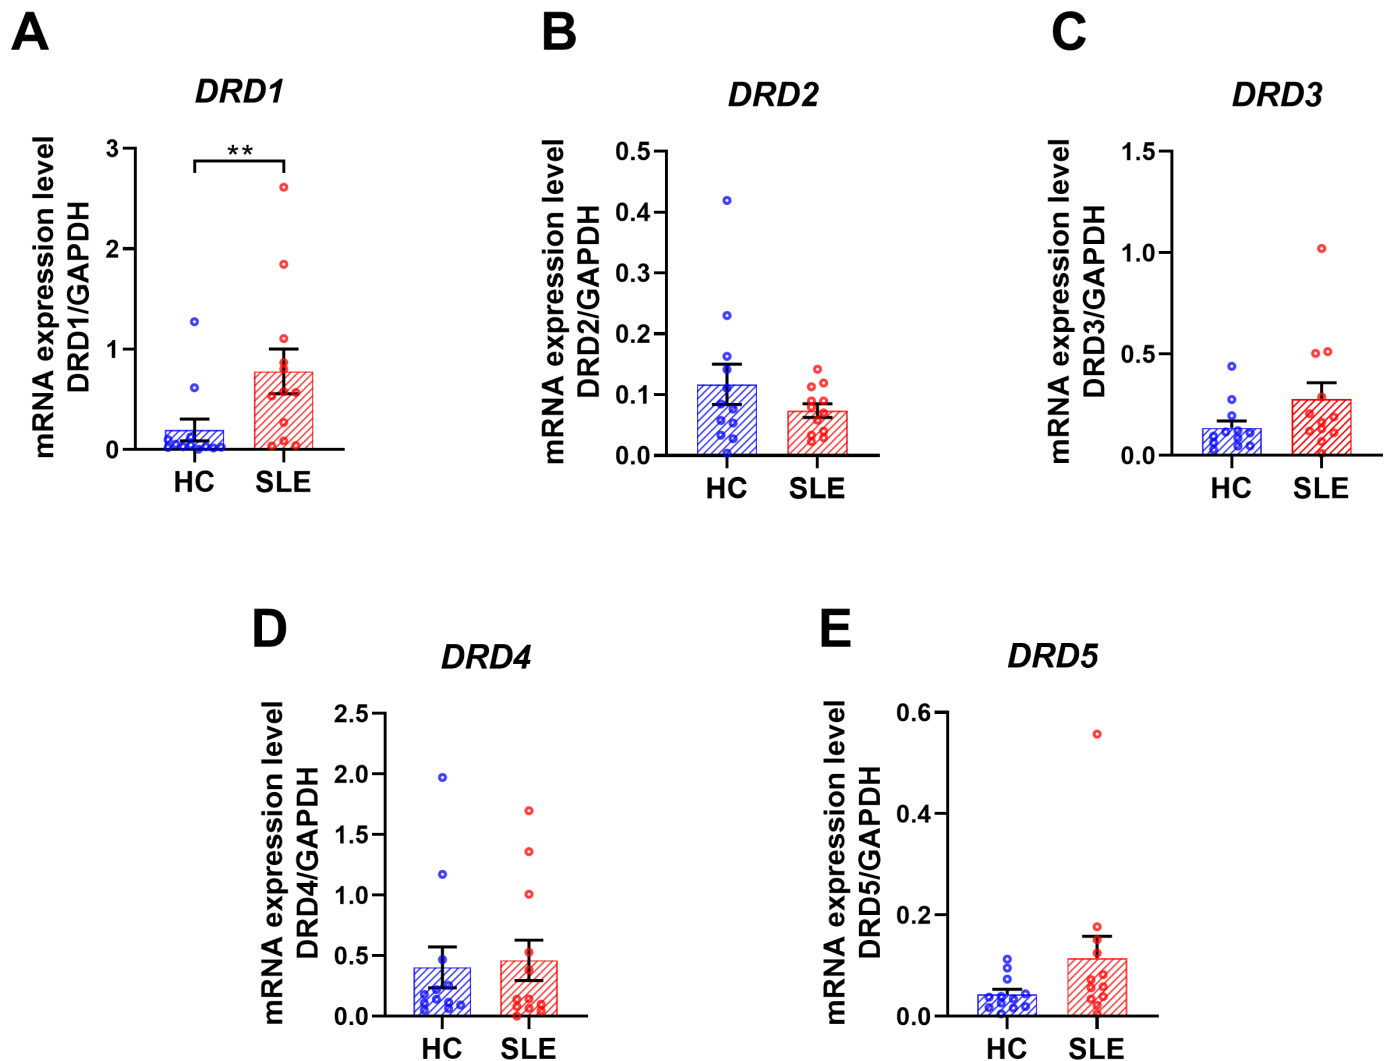 A
DRD1
mRNA expression level
DRD1/GAPDH
3
2
1
0
**
HC
SLE
B
DRD2
mRNA expression level
DRD2/GAPDH
0.5
0.4
0.3
0.2
0.1
0.0
HC
SLE
C
DRD3
mRNA expression level
DRD3/GAPDH
1.5
1.0
0.5
0.0
HC
SLE
D
DRD4
mRNA expression level
DRD4/GAPDH
2.5
2.0
1.5
1.0
0.5
0.0
HC
SLE
E
DRD5
mRNA expression level
DRD5/GAPDH
0.6
0.4
0.2
0.0
HC
SLE